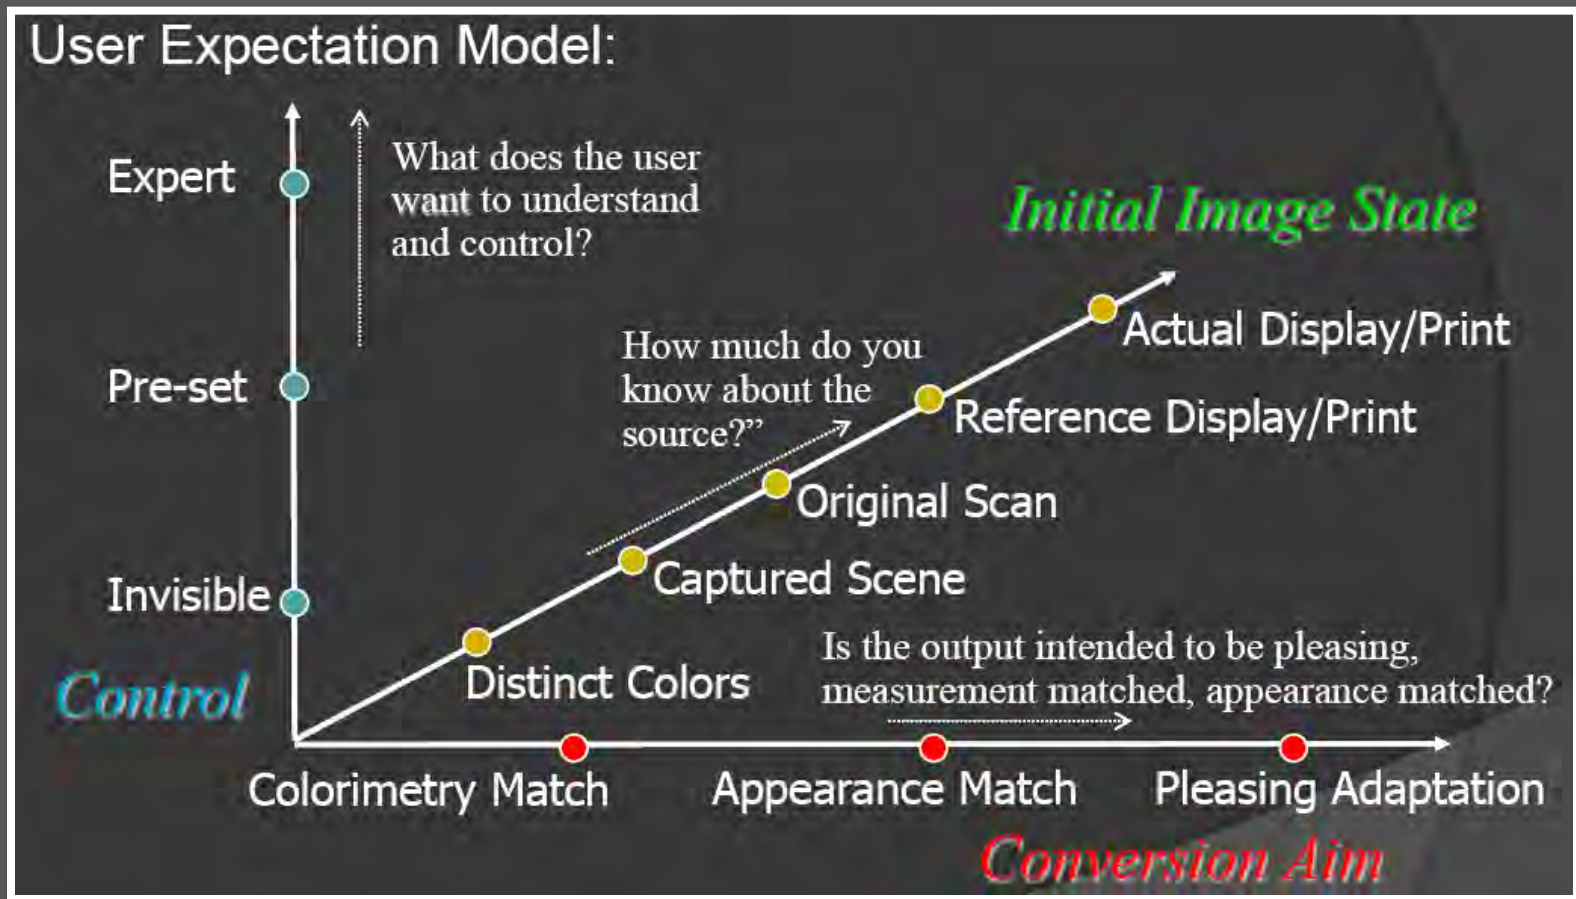 User Expectation Model:
Expert
What does the user
want to understand
and control?
Initial Image State
Actual Display/Print
How much do you
know about the
source?”
Pre-set
Reference Display/Print
Original Scan
Captured Scene
Invisible
Distinct Colors
Is the output intended to be pleasing,
measurement matched, appearance matched?
Control
Colorimetry Match
Appearance Match
Pleasing Adaptation
Conversion Aim